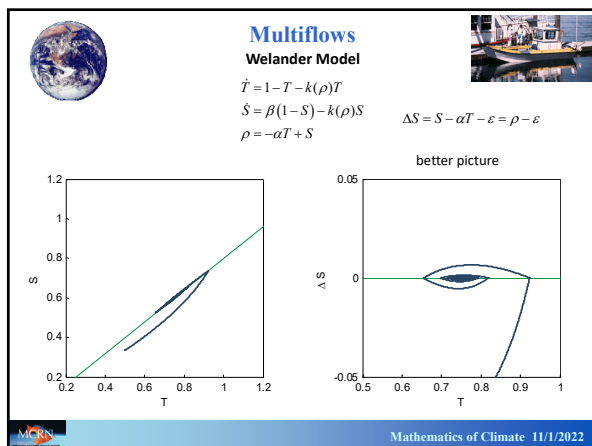 Multiflows
Welander Model
Ṫ = 1 − T − k(ρ)T
Ṡ = β(1 − S) − k(ρ)S
ρ = −αT + S
ΔS = S − αT − ε = ρ − ε
better picture
1.2
1
0.8
0.6
0.4
0.2
S
0.2 0.4 0.6 0.8 1 1.2
T
0.05
0
-0.05
Δ S
0.5 0.6 0.7 0.8 0.9 1
T
MCRN
Mathematics of Climate 11/1/2022